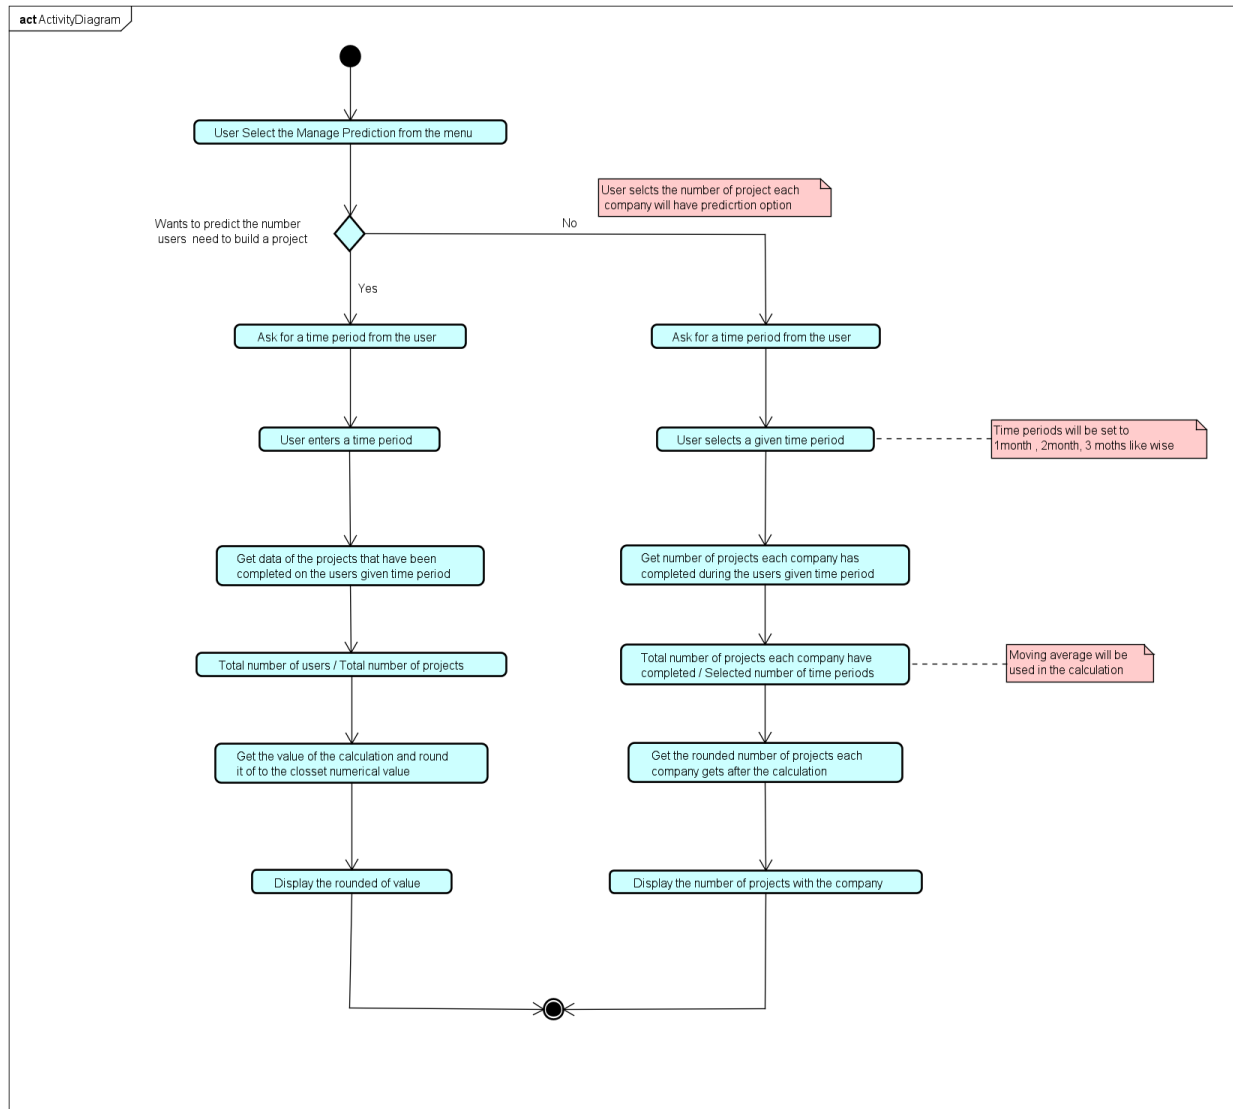 act ActivityDiagram
User Select the Manage Prediction from the menu
User selcts the number of project each
company will have predicrtion option
Wants to predict the number
users need to build a project
No
Yes
Ask for a time period from the user
Ask for a time period from the user
User enters a time period
User selects a given time period
Time periods will be set to
1month , 2month, 3 moths like wise
Get data of the projects that have been
completed on the users given time period
Get number of projects each company has
completed during the users given time period
Total number of users / Total number of projects
Total number of projects each company have
completed / Selected number of time periods
Moving average will be
used in the calculation
Get the value of the calculation and round
it of to the closset numerical value
Get the rounded number of projects each
company gets after the calculation
Display the rounded of value
Display the number of projects with the company